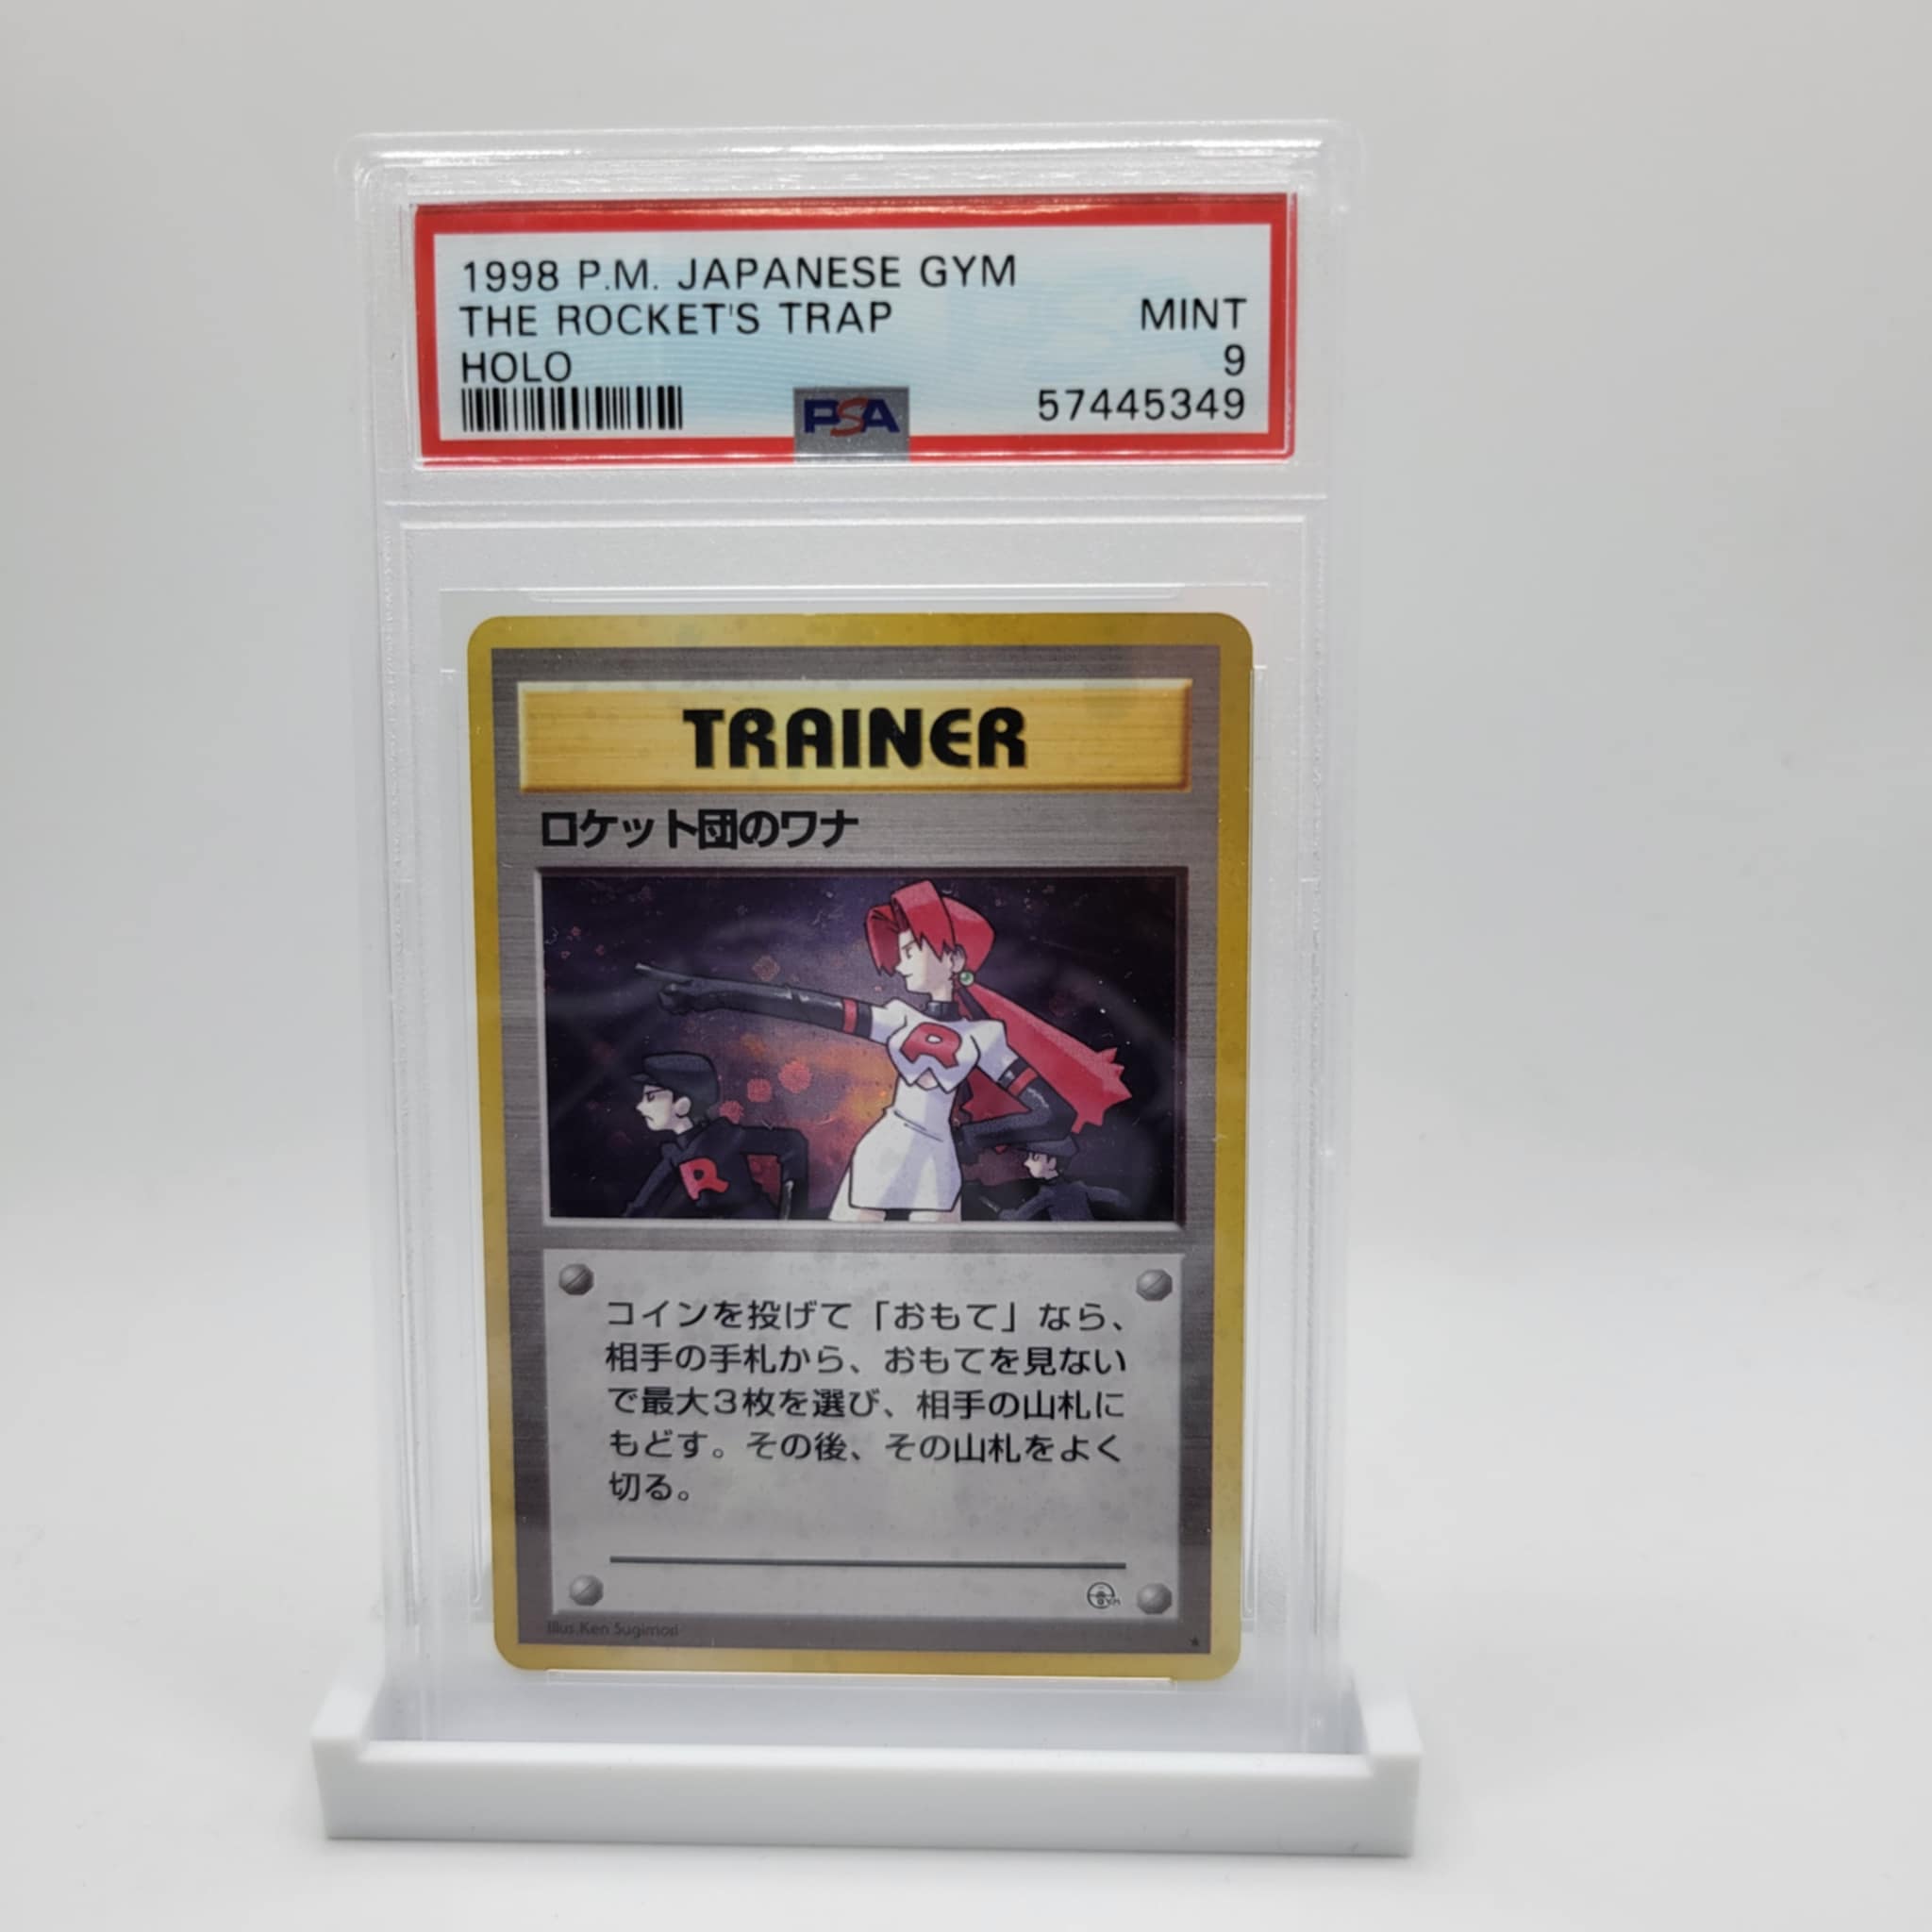 1998 P.M. JAPANESE GYM
THE ROCKET'S TRAP
MINT
HOLO
9
PSA
57445349
TRAINER
ロケット団のワナ
R
R
コインを投げて「おもて」なら、
相手の手札から、おもてを見ない
で最大3枚を選び、相手の山札に
もどす。その後、その山札をよく
切る。
GYM
Illus. Ken Sugimori